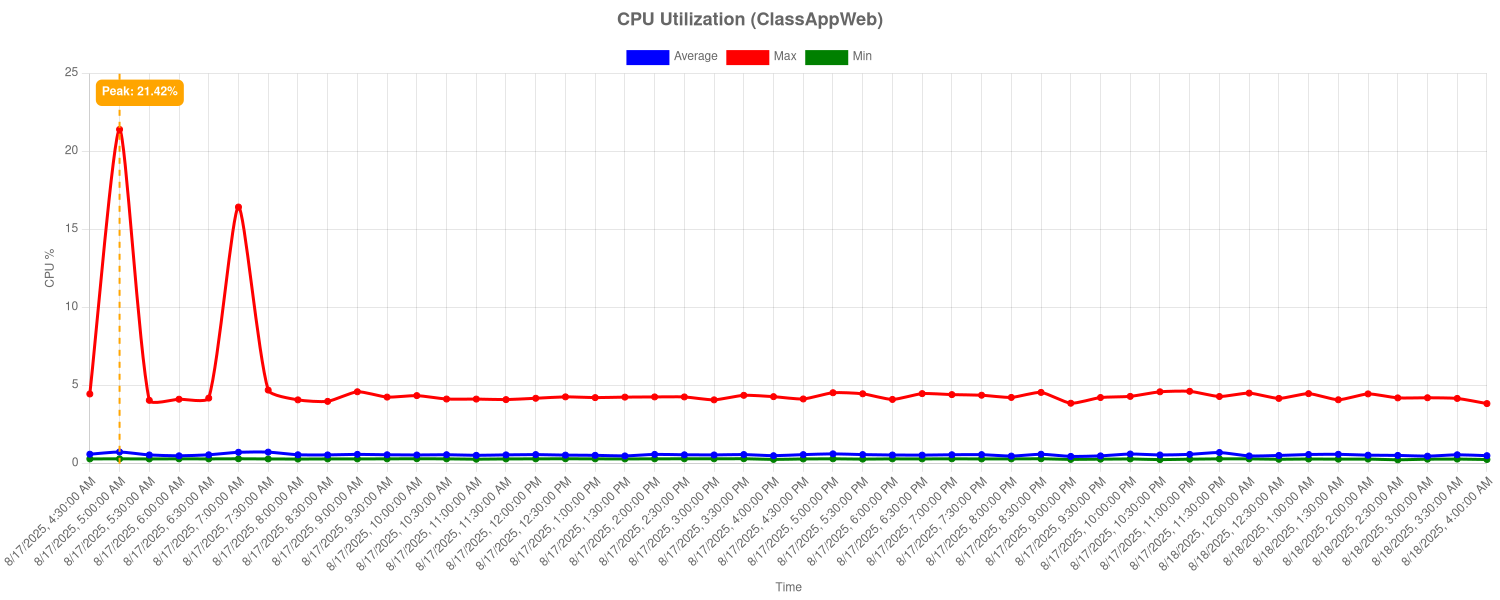 CPU Utilization (ClassAppWeb)
Average Max Min
Peak: 21.42%
CPU %
25
20
15
10
5
0
8/17/2025, 4:30:00 AM
8/17/2025, 5:00:00 AM
8/17/2025, 5:30:00 AM
8/17/2025, 6:00:00 AM
8/17/2025, 6:30:00 AM
8/17/2025, 7:00:00 AM
8/17/2025, 7:30:00 AM
8/17/2025, 8:00:00 AM
8/17/2025, 8:30:00 AM
8/17/2025, 9:00:00 AM
8/17/2025, 9:30:00 AM
8/17/2025, 10:00:00 AM
8/17/2025, 10:30:00 AM
8/17/2025, 11:00:00 AM
8/17/2025, 11:30:00 AM
8/17/2025, 12:00:00 PM
8/17/2025, 12:30:00 PM
8/17/2025, 1:00:00 PM
8/17/2025, 1:30:00 PM
8/17/2025, 2:00:00 PM
8/17/2025, 2:30:00 PM
8/17/2025, 3:00:00 PM
8/17/2025, 3:30:00 PM
8/17/2025, 4:00:00 PM
8/17/2025, 4:30:00 PM
8/17/2025, 5:00:00 PM
8/17/2025, 5:30:00 PM
8/17/2025, 6:00:00 PM
8/17/2025, 6:30:00 PM
8/17/2025, 7:00:00 PM
8/17/2025, 7:30:00 PM
8/17/2025, 8:00:00 PM
8/17/2025, 8:30:00 PM
8/17/2025, 9:00:00 PM
8/17/2025, 9:30:00 PM
8/17/2025, 10:00:00 PM
8/17/2025, 10:30:00 PM
8/17/2025, 11:00:00 PM
8/17/2025, 11:30:00 PM
8/18/2025, 12:00:00 AM
8/18/2025, 12:30:00 AM
8/18/2025, 1:00:00 AM
8/18/2025, 1:30:00 AM
8/18/2025, 2:00:00 AM
8/18/2025, 2:30:00 AM
8/18/2025, 3:00:00 AM
8/18/2025, 3:30:00 AM
8/18/2025, 4:00:00 AM
Time